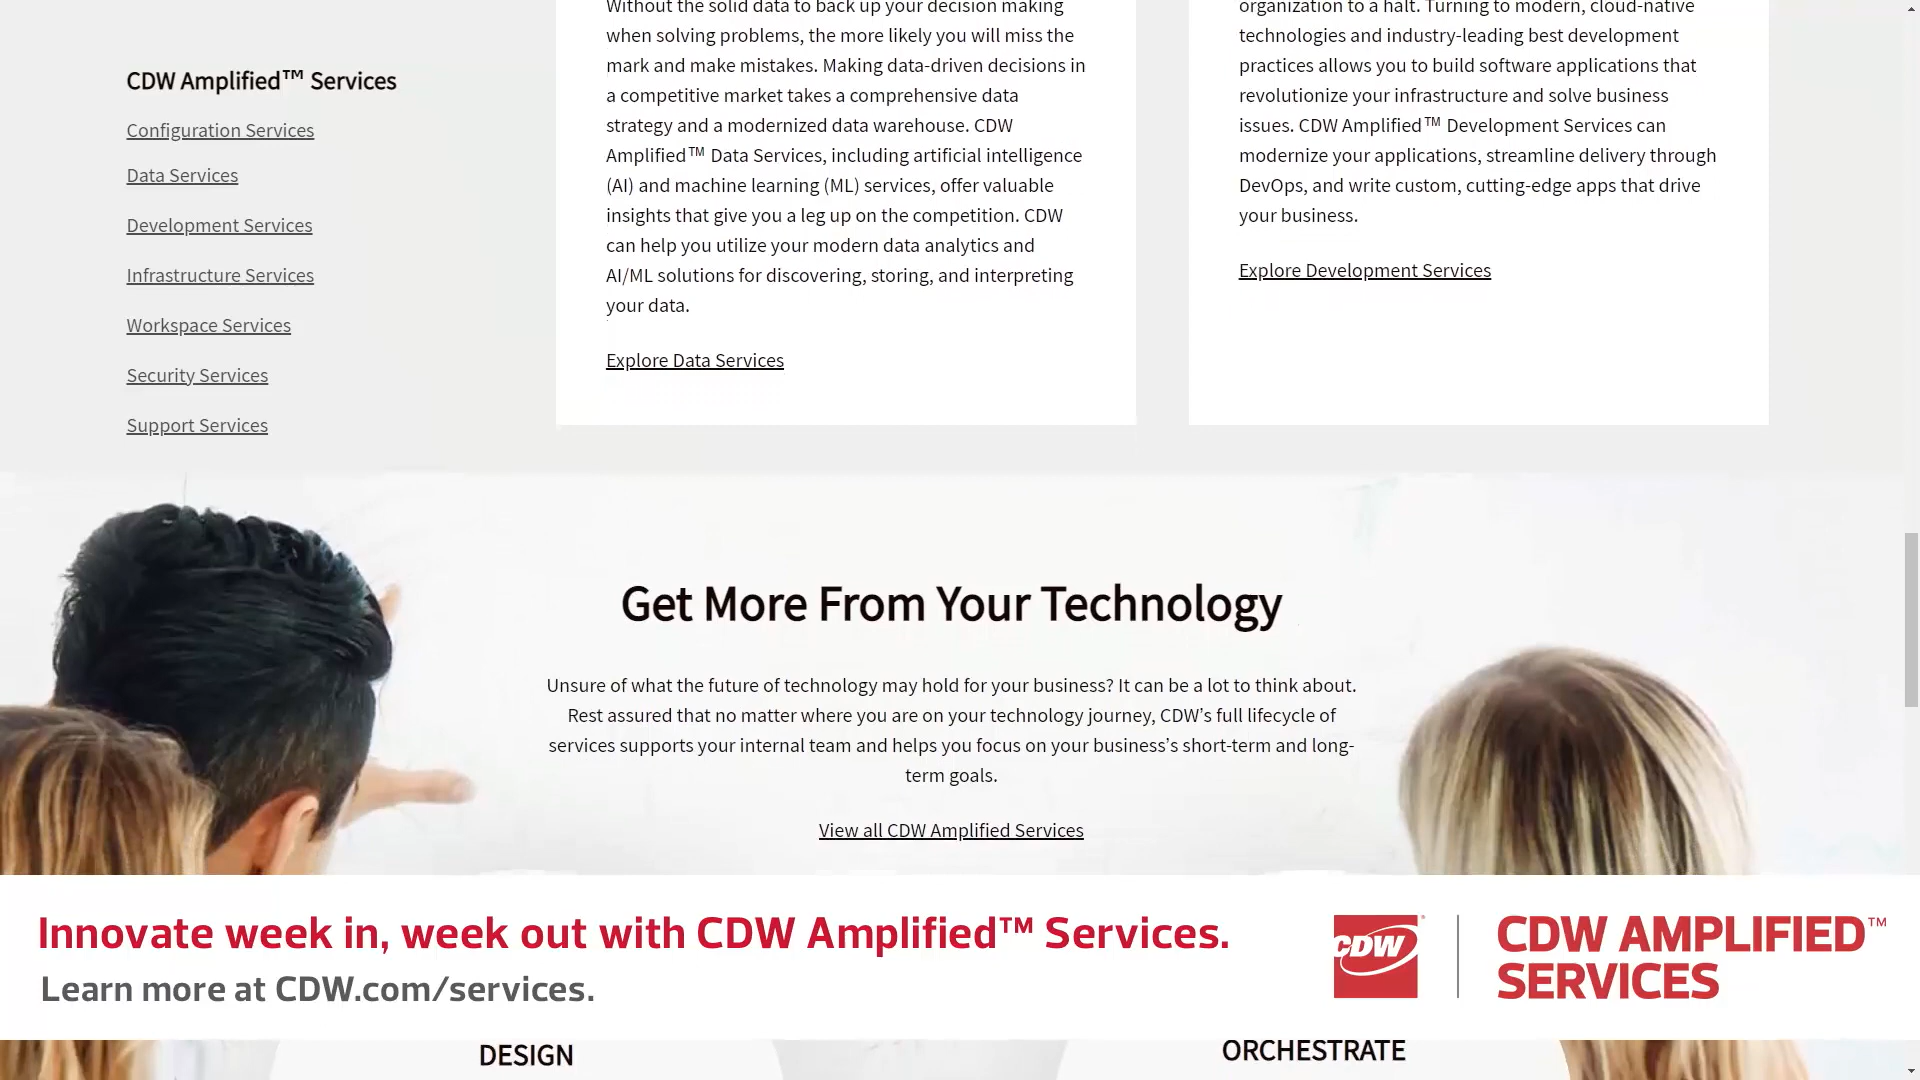 CDW Amplified™ Services
Configuration Services
Data Services
Development Services
Infrastructure Services
Workspace Services
Security Services
Support Services
Without the solid data to back up your decision making
when solving problems, the more likely you will miss the
mark and make mistakes. Making data-driven decisions in
a competitive market takes a comprehensive data
strategy and a modernized data warehouse. CDW
Amplified™ Data Services, including artificial intelligence
(AI) and machine learning (ML) services, offer valuable
insights that give you a leg up on the competition. CDW
can help you utilize your modern data analytics and
AI/ML solutions for discovering, storing, and interpreting
your data.
Explore Data Services
organization to a halt. Turning to modern, cloud-native
technologies and industry-leading best development
practices allows you to build software applications that
revolutionize your infrastructure and solve business
issues. CDW Amplified™ Development Services can
modernize your applications, streamline delivery through
DevOps, and write custom, cutting-edge apps that drive
your business.
Explore Development Services
Get More From Your Technology
Unsure of what the future of technology may hold for your business? It can be a lot to think about.
Rest assured that no matter where you are on your technology journey, CDW’s full lifecycle of
services supports your internal team and helps you focus on your business’s short-term and long-
term goals.
View all CDW Amplified Services
Innovate week in, week out with CDW Amplified™ Services.
Learn more at CDW.com/services.
CDW®
CDW AMPLIFIED™
SERVICES
DESIGN
ORCHESTRATE